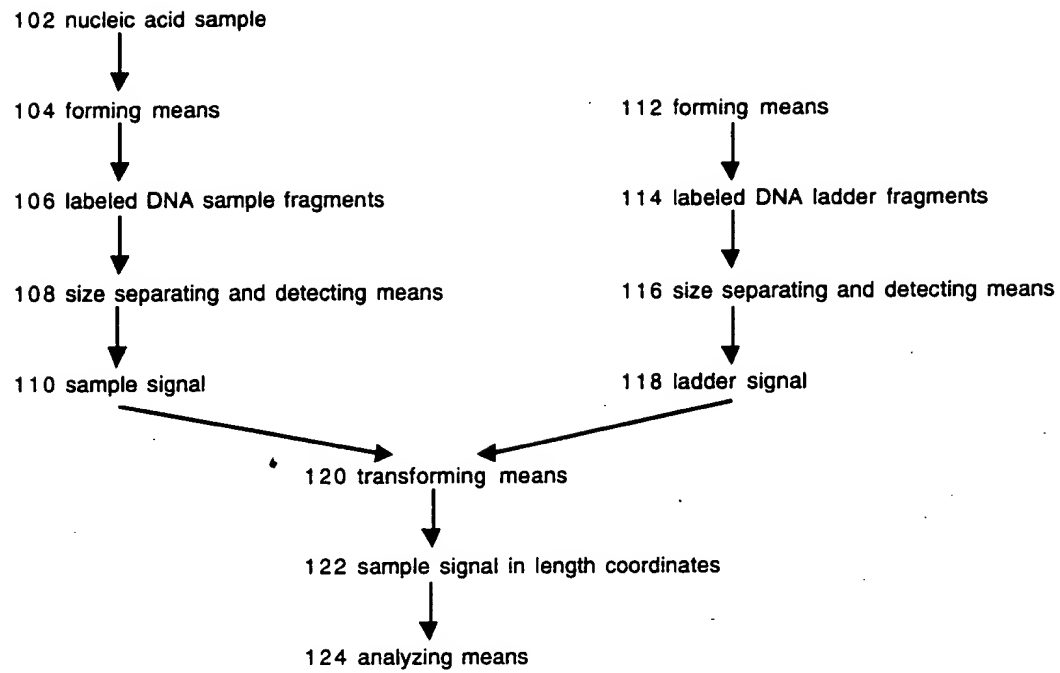 102 nucleic acid sample
104 forming means
112 forming means
106 labeled DNA sample fragments
114 labeled DNA ladder fragments
108 size separating and detecting means
116 size separating and detecting means
110 sample signal
118 ladder signal
120 transforming means
122 sample signal in length coordinates
124 analyzing means